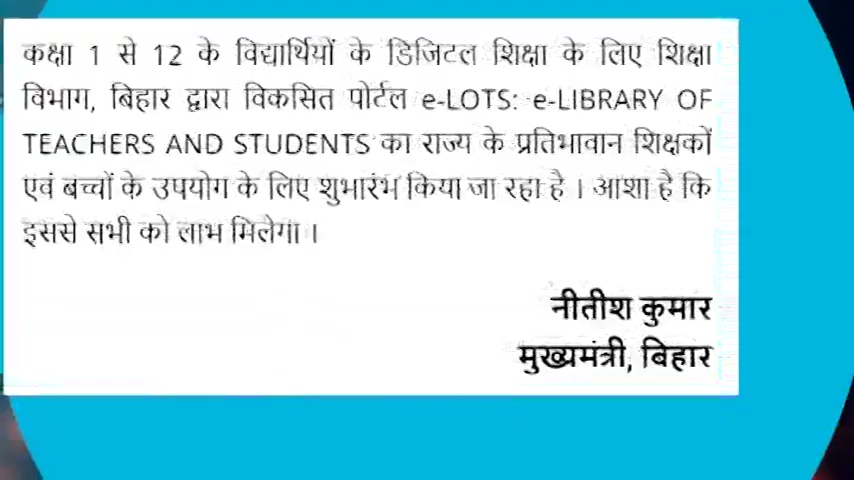 कक्षा 1 से 12 के विद्यार्थियों के डिजिटल शिक्षा के लिए शिक्षा
विभाग, बिहार द्वारा विकसित पोर्टल e-LOTS: e-LIBRARY OF
TEACHERS AND STUDENTS का राज्य के प्रतिभावान शिक्षकों
एवं बच्चों के उपयोग के लिए शुभारंभ किया जा रहा है । आशा है कि
इससे सभी को लाभ मिलेगा ।
नीतीश कुमार
मुख्यमंत्री, बिहार